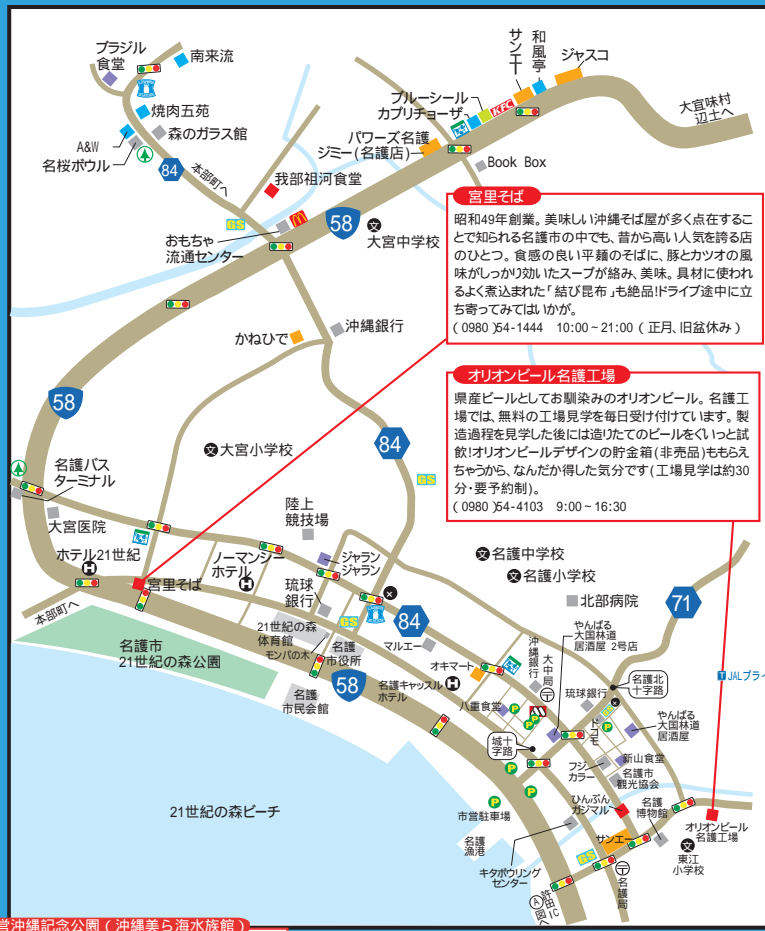 ブラジル
食堂
南来流
焼肉五苑
森のガラス館
A&W
名桜ボウル
84
本部町へ
サンエー
和風亭
ジャスコ
ブルーシール
カプリチョーザ
KFC
大宜味村
辺土へ
パワーズ名護
ジミー(名護店)
Book Box
我部祖河食堂
GS
58
大宮中学校
文
おもちゃ
流通センター
宮里そば
昭和49年創業。美味しい沖縄そば屋が多く点在するこ
とで知られる名護市の中でも、昔から高い人気を誇る店
のひとつ。食感の良い平麺のそばに、豚とカツオの風
味がしっかり効いたスープが絡み、美味。具材に使われ
るよく煮込まれた「結び昆布」も絶品!ドライブ途中に立
ち寄ってみてはいかが。
(0980)54-1444 10:00~21:00(正月、旧盆休み)
かねひで
沖縄銀行
オリオンビール名護工場
県産ビールとしてお馴染みのオリオンビール。名護工
場では、無料の工場見学を毎日受け付けています。製
造過程を見学した後には造りたてのビールをぐいっと試
飲!オリオンビールデザインの貯金箱(非売品)ももらえ
ちゃうから、なんだか得した気分です(工場見学は約30
分・要予約制)。
(0980)54-4103 9:00~16:30
58
文
大宮小学校
84
GS
名護バス
ターミナル
大宮医院
陸上
競技場
ホテル21世紀
H
ノーマンシー
ホテル
H
ジャラン
ジャラン
文
名護中学校
文
名護小学校
宮里そば
琉球
銀行
北部病院
71
本部町へ
21世紀の森
体育館
モンパの木
GS
名護
市役所
84
マルエー
沖縄銀行
大中局
やんばる
大国林道
居酒屋 2号店
名護市
21世紀の森公園
58
オキマート
名護北
十字路
JALプライ
名護
市民会館
名護キャッスル
ホテル
H
八重食堂
P
琉球銀行
GS
ドコモ
P
やんばる
大国林道
居酒屋
城十
字路
フジ
カラー
新山食堂
名護市
観光協会
P
P
21世紀の森ビーチ
市営駐車場
ひんぷん
ガジマル
名護
博物館
オリオンビール
名護工場
名護
漁港
サンエー
文
東江
小学校
キタボウリング
センター
GS
名護局
許田IC
A
図へ
営沖縄記念公園(沖縄美ら海水族館)